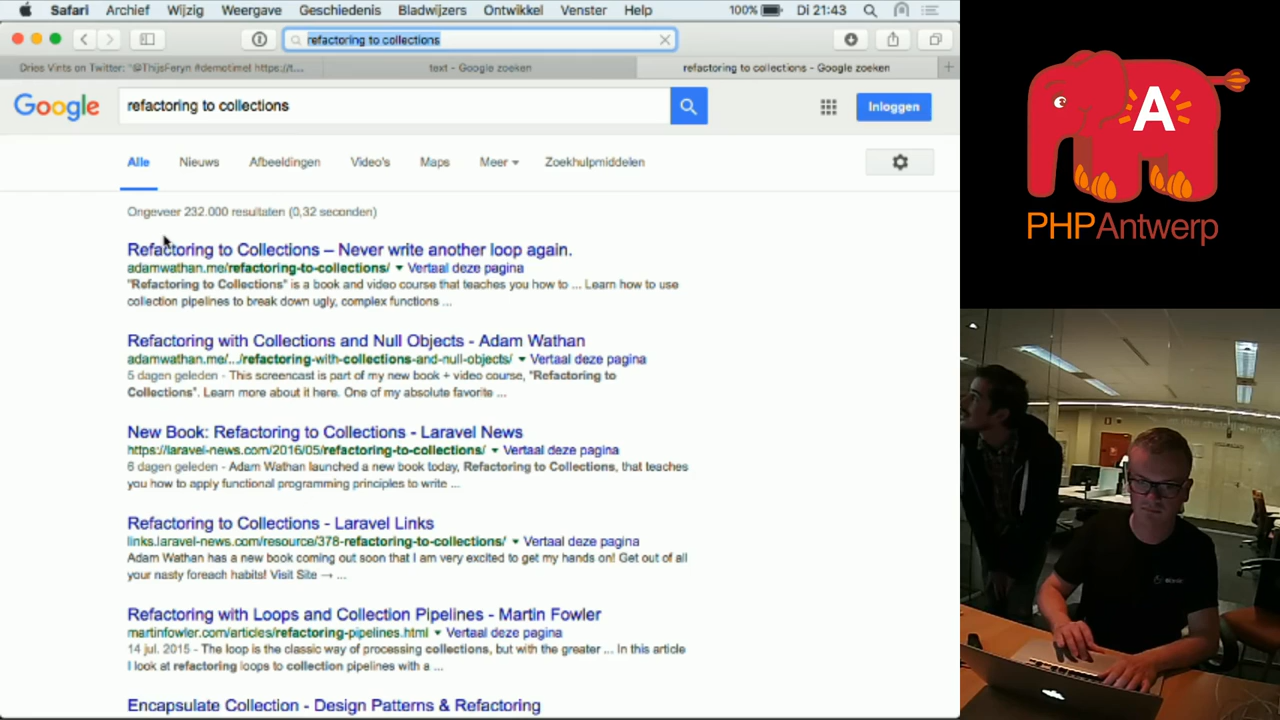 Safari Archief Wijzig Weergave Geschiedenis Bladwijzers Ontwikkel Venster Help 100% Di 21:43
refactoring to collections
Dries Vints on Twitter: "@ThijsFeryn #demotime! https://t... text - Google zoeken refactoring to collections - Google zoeken
Google refactoring to collections Inloggen
Alle Nieuws Afbeeldingen Video's Maps Meer Zoekhulpmiddelen
Ongeveer 232.000 resultaten (0,32 seconden)
Refactoring to Collections – Never write another loop again.
adamwathan.me/refactoring-to-collections/ Vertaal deze pagina
"Refactoring to Collections" is a book and video course that teaches you how to ... Learn how to use
collection pipelines to break down ugly, complex functions ...
Refactoring with Collections and Null Objects - Adam Wathan
adamwathan.me/.../refactoring-with-collections-and-null-objects/ Vertaal deze pagina
5 dagen geleden - This screencast is part of my new book + video course, "Refactoring to
Collections". Learn more about it here. One of my absolute favorite ...
New Book: Refactoring to Collections - Laravel News
https://laravel-news.com/2016/05/refactoring-to-collections/ Vertaal deze pagina
6 dagen geleden - Adam Wathan launched a new book today, Refactoring to Collections, that teaches
you how to apply functional programming principles to write ...
Refactoring to Collections - Laravel Links
links.laravel-news.com/resource/378-refactoring-to-collections/ Vertaal deze pagina
Adam Wathan has a new book coming out soon that I am very excited to get my hands on! Get out of all
your nasty foreach habits! Visit Site → ...
Refactoring with Loops and Collection Pipelines - Martin Fowler
martinfowler.com/articles/refactoring-pipelines.html Vertaal deze pagina
14 jul. 2015 - The loop is the classic way of processing collections, but with the greater ... In this article
I look at refactoring loops to collection pipelines with a ...
Encapsulate Collection - Design Patterns & Refactoring
A
PHPAntwerp